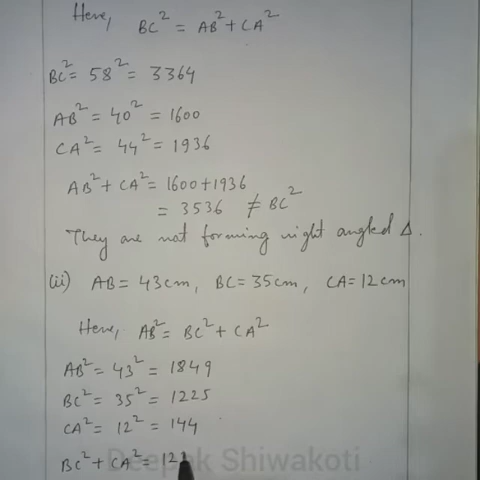 Here, BC² = AB² + CA²
BC² = 58² = 3364
AB² = 40² = 1600
CA² = 44² = 1936
AB² + CA² = 1600+1936
= 3536 ≠ BC²
They are not forming right angled Δ.
(ii) AB = 43cm, BC = 35cm, CA = 12cm
Here, AB² = BC² + CA²
AB² = 43² = 1849
BC² = 35² = 1225
CA² = 12² = 144
BC² + CA² = 122
Deepak Shiwakoti